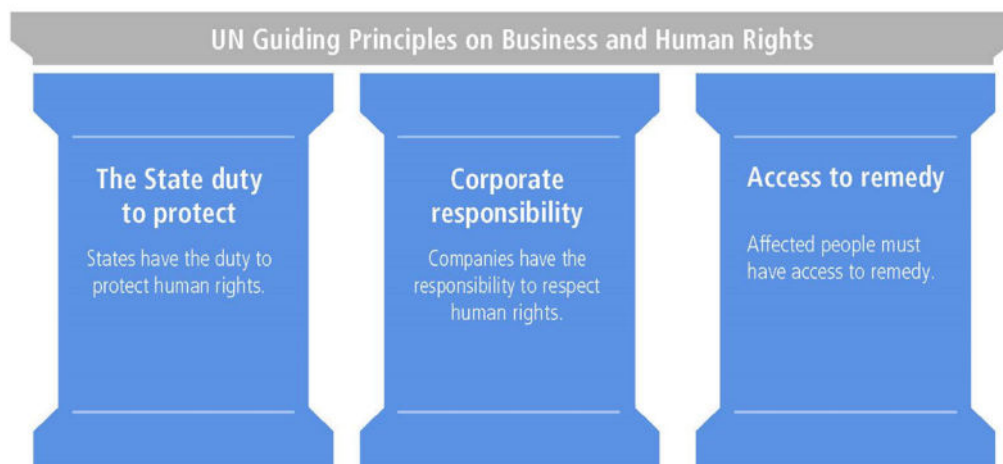 UN Guiding Principles on Business and Human Rights
The State duty
to protect
States have the duty to
protect human rights.
Corporate
responsibility
Companies have the
responsibility to respect
human rights.
Access to remedy
Affected people must
have access to remedy.